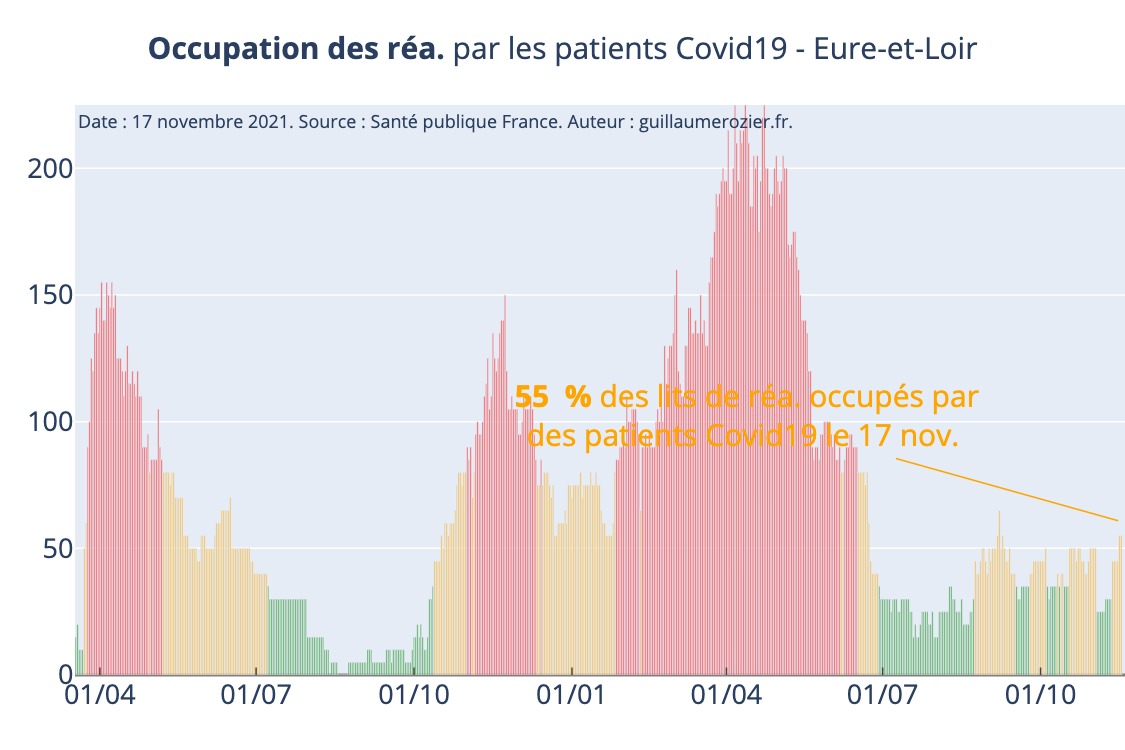 Occupation des réa. par les patients Covid19 - Eure-et-Loir
Date : 17 novembre 2021. Source : Santé publique France. Auteur : guillaumerozier.fr.
200
150
55 % des lits de réa. occupés par
100
des patients Covid19 le 17 nov.
50
0
01/04 01/07 01/10 01/01 01/04 01/07 01/10